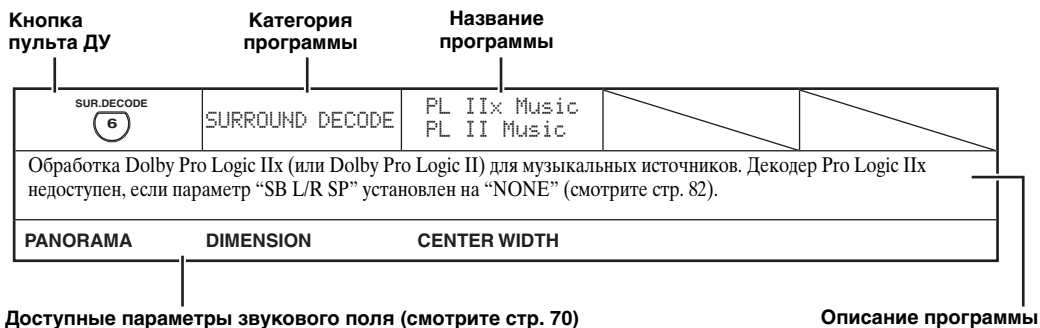 Кнопка
пульта ДУ
Категория
программы
Название
программы
SUR.DECODE
6
SURROUND DECODE
PL IIx Music
PL II Music
Обработка Dolby Pro Logic IIx (или Dolby Pro Logic II) для музыкальных источников. Декодер Pro Logic IIx
недоступен, если параметр “SB L/R SP” установлен на “NONE” (смотрите стр. 82).
PANORAMA DIMENSION CENTER WIDTH
Доступные параметры звукового поля (смотрите стр. 70)
Описание программы